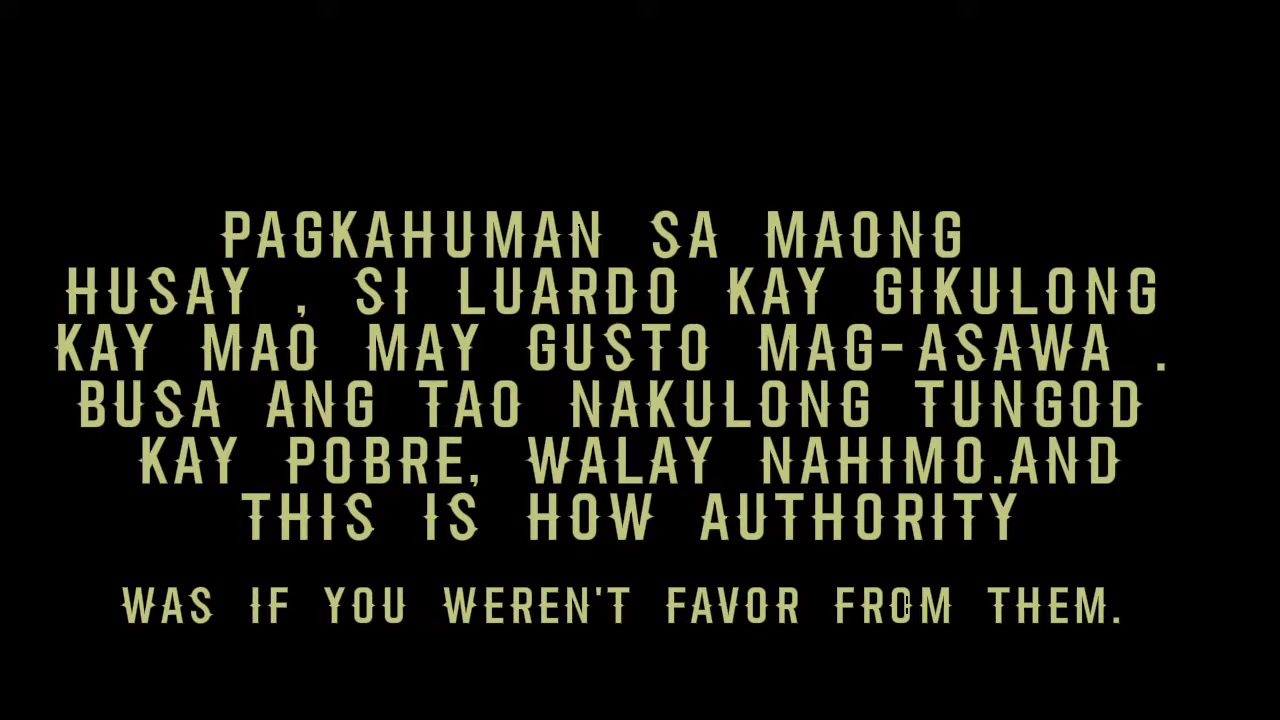 PAGKAHUMAN SA MAONG
HUSAY , SI LUARDO KAY GIKULONG
KAY MAO MAY GUSTO MAG-ASAWA .
BUSA ANG TAO NAKULONG TUNGOD
KAY POBRE, WALAY NAHIMO.AND
THIS IS HOW AUTHORITY
WAS IF YOU WEREN'T FAVOR FROM THEM.